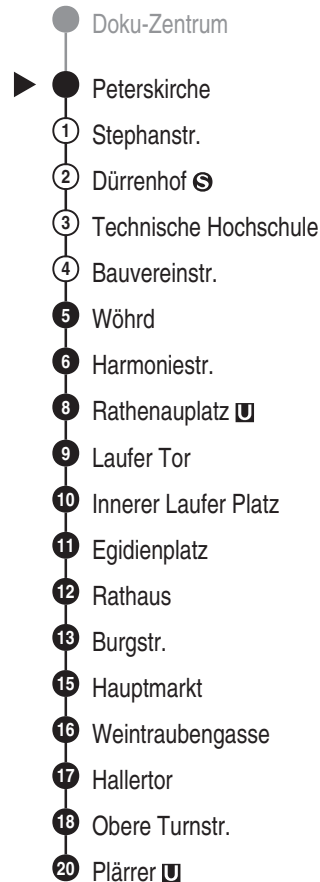 Doku-Zentrum
Peterskirche
1 Stephanstr.
2 Dürrenhof S
3 Technische Hochschule
4 Bauvereinstr.
5 Wöhrd
6 Harmoniestr.
8 Rathenauplatz U
9 Laufer Tor
10 Innerer Laufer Platz
11 Egidienplatz
12 Rathaus
13 Burgstr.
15 Hauptmarkt
16 Weintraubengasse
17 Hallertor
18 Obere Turnstr.
20 Plärrer U